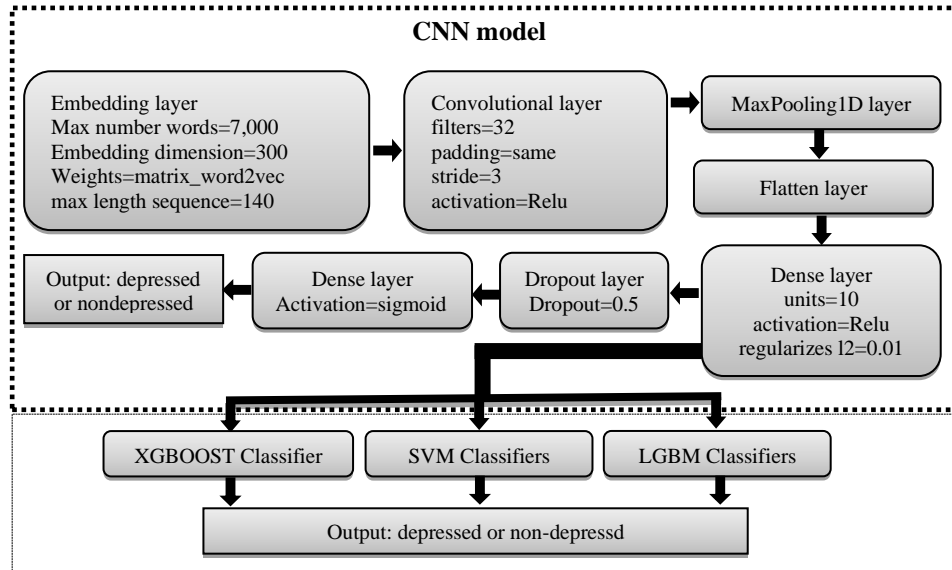 CNN model
Embedding layer
Max number words=7,000
Embedding dimension=300
Weights=matrix_word2vec
max length sequence=140
Convolutional layer
filters=32
padding=same
stride=3
activation=Relu
MaxPooling1D layer
Flatten layer
Dense layer
units=10
activation=Relu
regularizes l2=0.01
Dropout layer
Dropout=0.5
Dense layer
Activation=sigmoid
Output: depressed
or nondepressed
XGBOOST Classifier
SVM Classifiers
LGBM Classifiers
Output: depressed or non-depressd